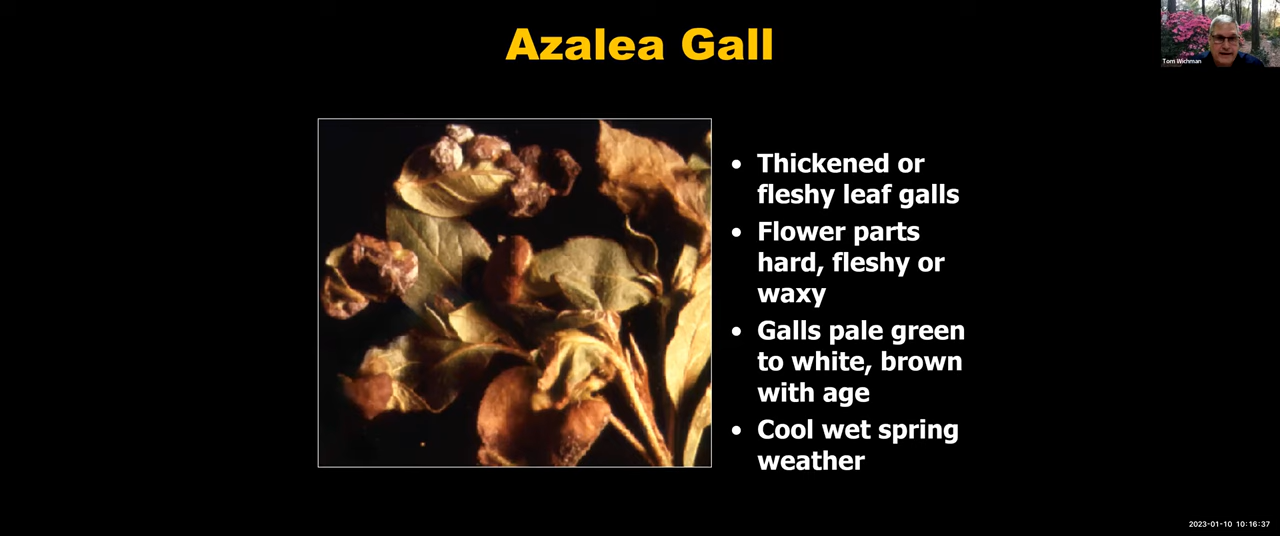 Azalea Gall
Tom Wichman
• Thickened or
fleshy leaf galls
• Flower parts
hard, fleshy or
waxy
• Galls pale green
to white, brown
with age
• Cool wet spring
weather
2023-01-10 10:16:37